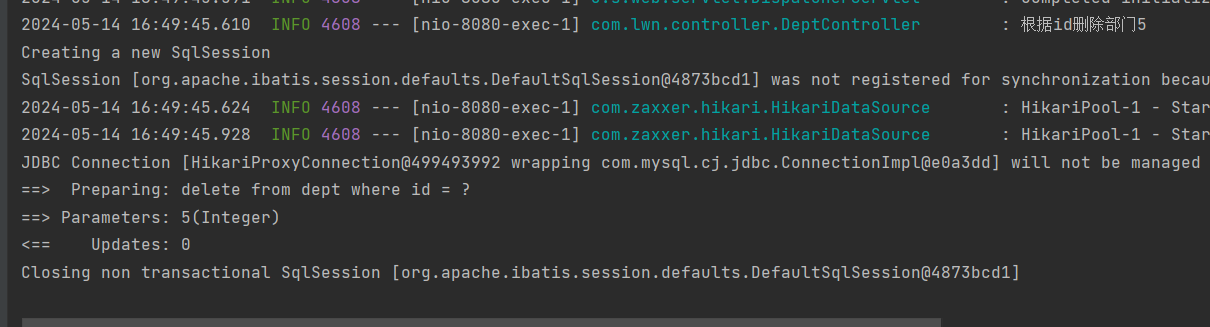 INFO 4608 --- [nio-8080-exec-1]
2024-05-14 16:49:45.610  INFO 4608 --- [nio-8080-exec-1] com.lwn.controller.DeptController        : 根据id删除部门5
Creating a new SqlSession
SqlSession [org.apache.ibatis.session.defaults.DefaultSqlSession@4873bcd1] was not registered for synchronization becau
2024-05-14 16:49:45.624  INFO 4608 --- [nio-8080-exec-1] com.zaxxer.hikari.HikariDataSource       : HikariPool-1 - Star
2024-05-14 16:49:45.928  INFO 4608 --- [nio-8080-exec-1] com.zaxxer.hikari.HikariDataSource       : HikariPool-1 - Star
JDBC Connection [HikariProxyConnection@499493992 wrapping com.mysql.cj.jdbc.ConnectionImpl@e0a3dd] will not be managed
==>  Preparing: delete from dept where id = ?
==> Parameters: 5(Integer)
<==    Updates: 0
Closing non transactional SqlSession [org.apache.ibatis.session.defaults.DefaultSqlSession@4873bcd1]